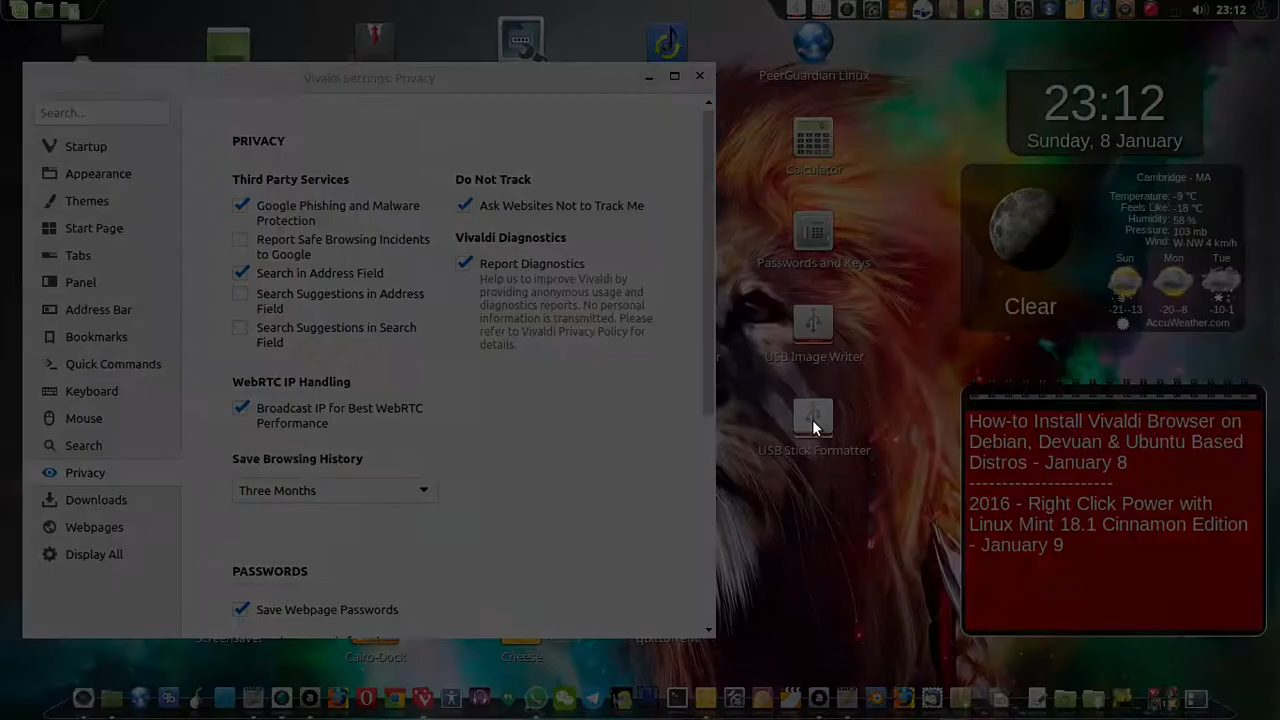 23:12
Vivaldi Settings: Privacy
Search...
Startup
Appearance
Themes
Start Page
Tabs
Panel
Address Bar
Bookmarks
Quick Commands
Keyboard
Mouse
Search
Privacy
Downloads
Webpages
Display All
PRIVACY
Third Party Services
Google Phishing and Malware
Protection
Report Safe Browsing Incidents
to Google
Search in Address Field
Search Suggestions in Address
Field
Search Suggestions in Search
Field
WebRTC IP Handling
Broadcast IP for Best WebRTC
Performance
Save Browsing History
Three Months
PASSWORDS
Save Webpage Passwords
Do Not Track
Ask Websites Not to Track Me
Vivaldi Diagnostics
Report Diagnostics
Help us to improve Vivaldi by
providing anonymous usage and
diagnostics reports. No personal
information is transmitted. Please
refer to Vivaldi Privacy Policy for
details.
Screensaver
Cairo-Dock
Cheese
PeerGuardian Linux
Calculator
Passwords and Keys
USB Image Writer
USB Stick Formatter
23:12
Sunday, 8 January
Cambridge - MA
Temperature: -9 °C
Feels Like: -18 °C
Humidity: 58 %
Pressure: 103 mb
Wind: W-NW 4 km/h
Sun Mon Tue
Clear
-21--13 -20--8 -10-1
AccuWeather.com
How-to Install Vivaldi Browser on
Debian, Devuan & Ubuntu Based
Distros - January 8
----------------------
2016 - Right Click Power with
Linux Mint 18.1 Cinnamon Edition
- January 9